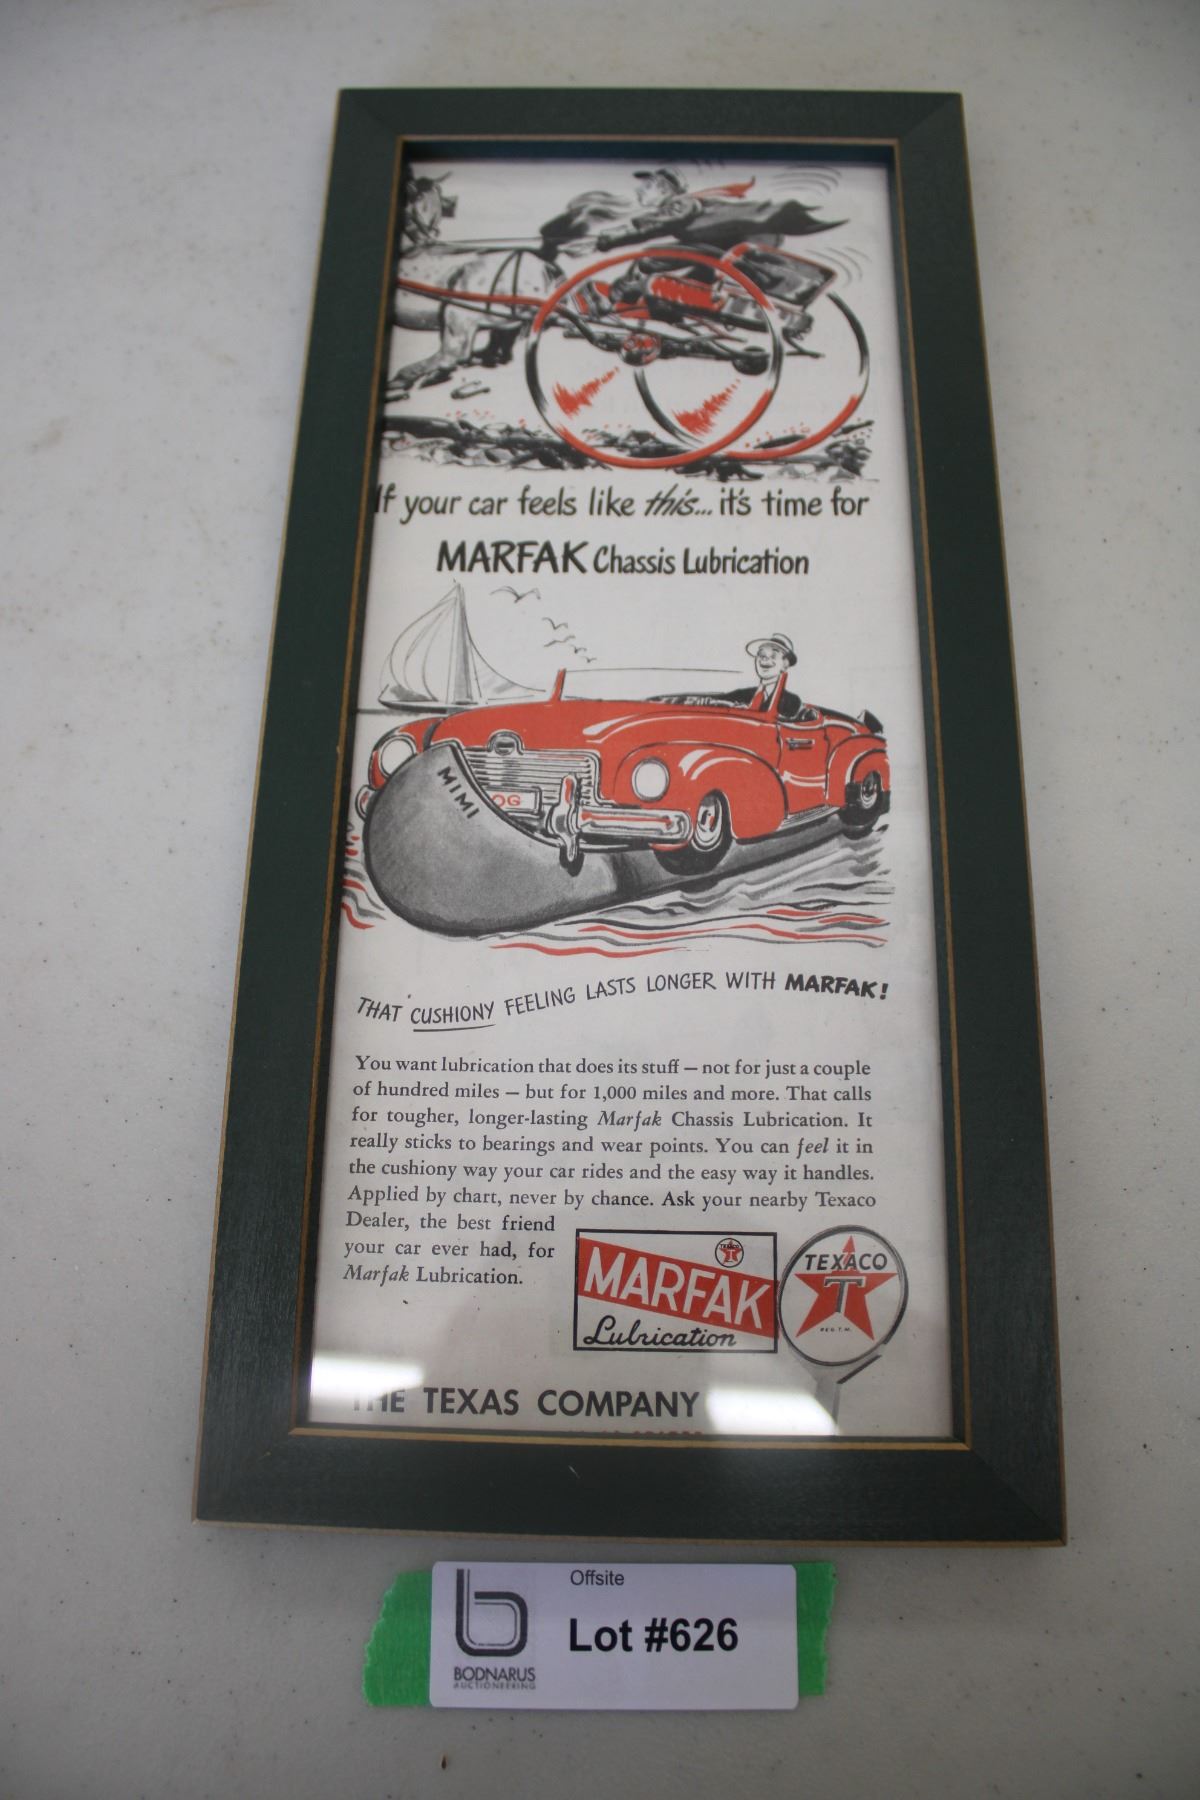 If your car feels like this... it's time for
MARFAK Chassis Lubrication
MIMI
OG
THAT CUSHIONY FEELING LASTS LONGER WITH MARFAK!
You want lubrication that does its stuff — not for just a couple
of hundred miles — but for 1,000 miles and more. That calls
for tougher, longer-lasting Marfak Chassis Lubrication. It
really sticks to bearings and wear points. You can feel it in
the cushiony way your car rides and the easy way it handles.
Applied by chart, never by chance. Ask your nearby Texaco
Dealer, the best friend
your car ever had, for
Marfak Lubrication.
TEXACO
T
MARFAK
Lubrication
TEXACO
T
REG. T.M.
THE TEXAS COMPANY
Offsite
Lot #626
b
BODNARUS
AUCTIONEERING